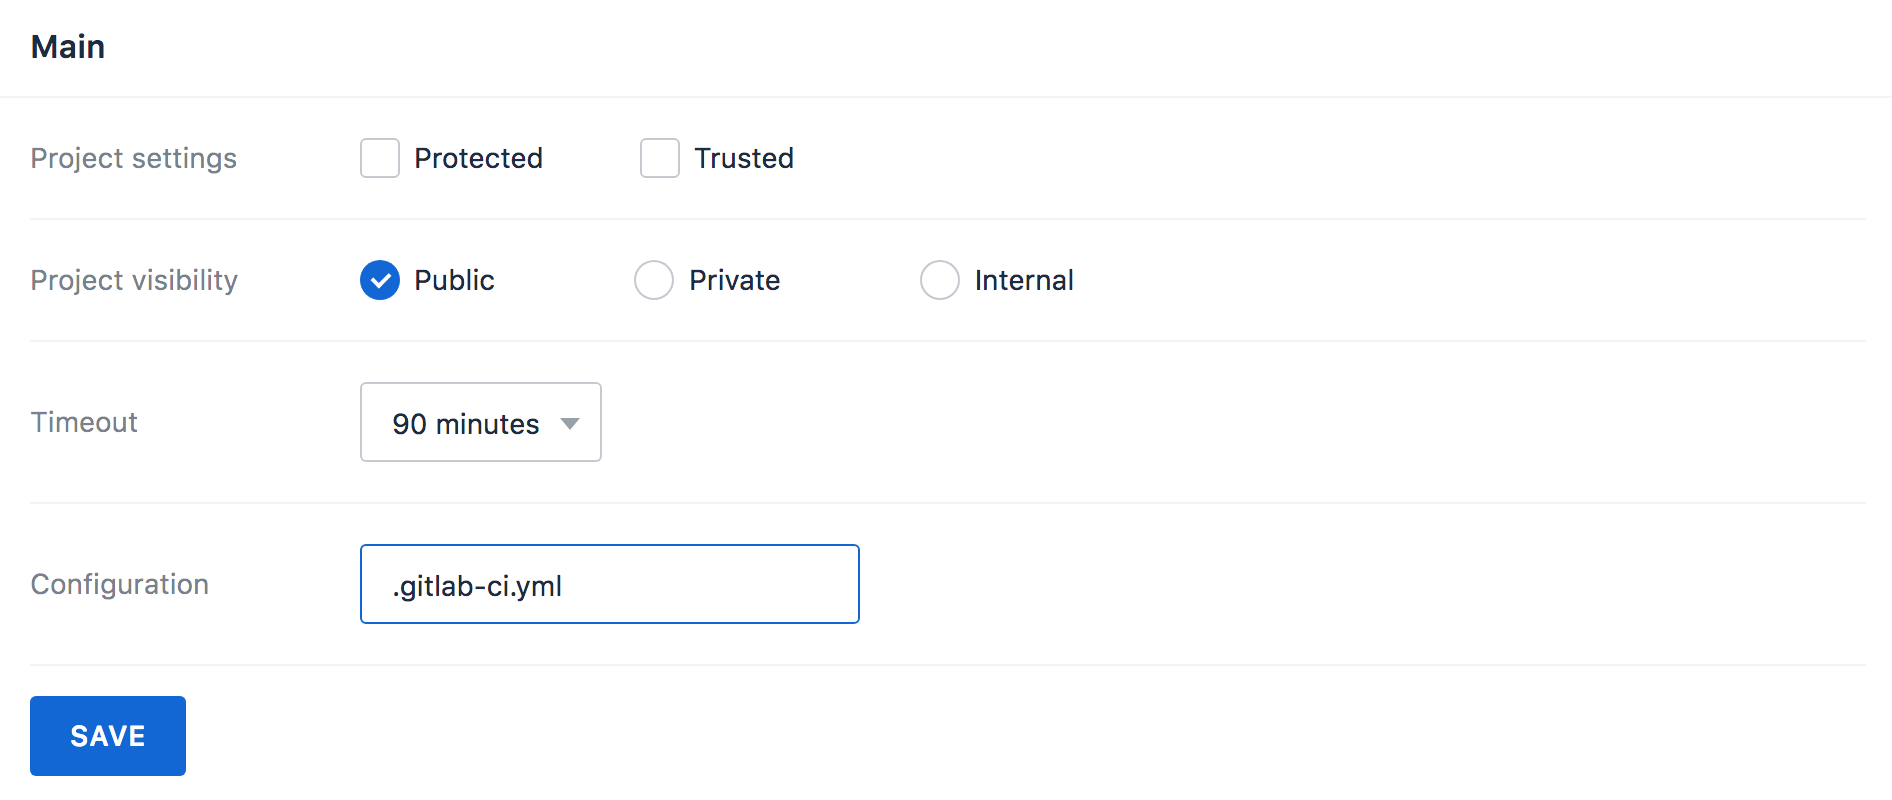 Main
Project settings Protected Trusted
Project visibility Public Private Internal
Timeout 90 minutes
Configuration .gitlab-ci.yml
SAVE